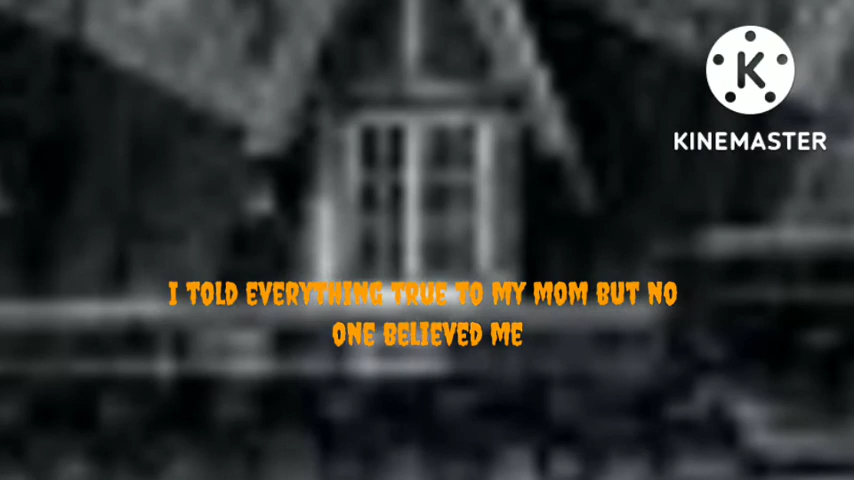 K
KINEMASTER
I TOLD EVERYTHING TRUE TO MY MOM BUT NO
ONE BELIEVED ME